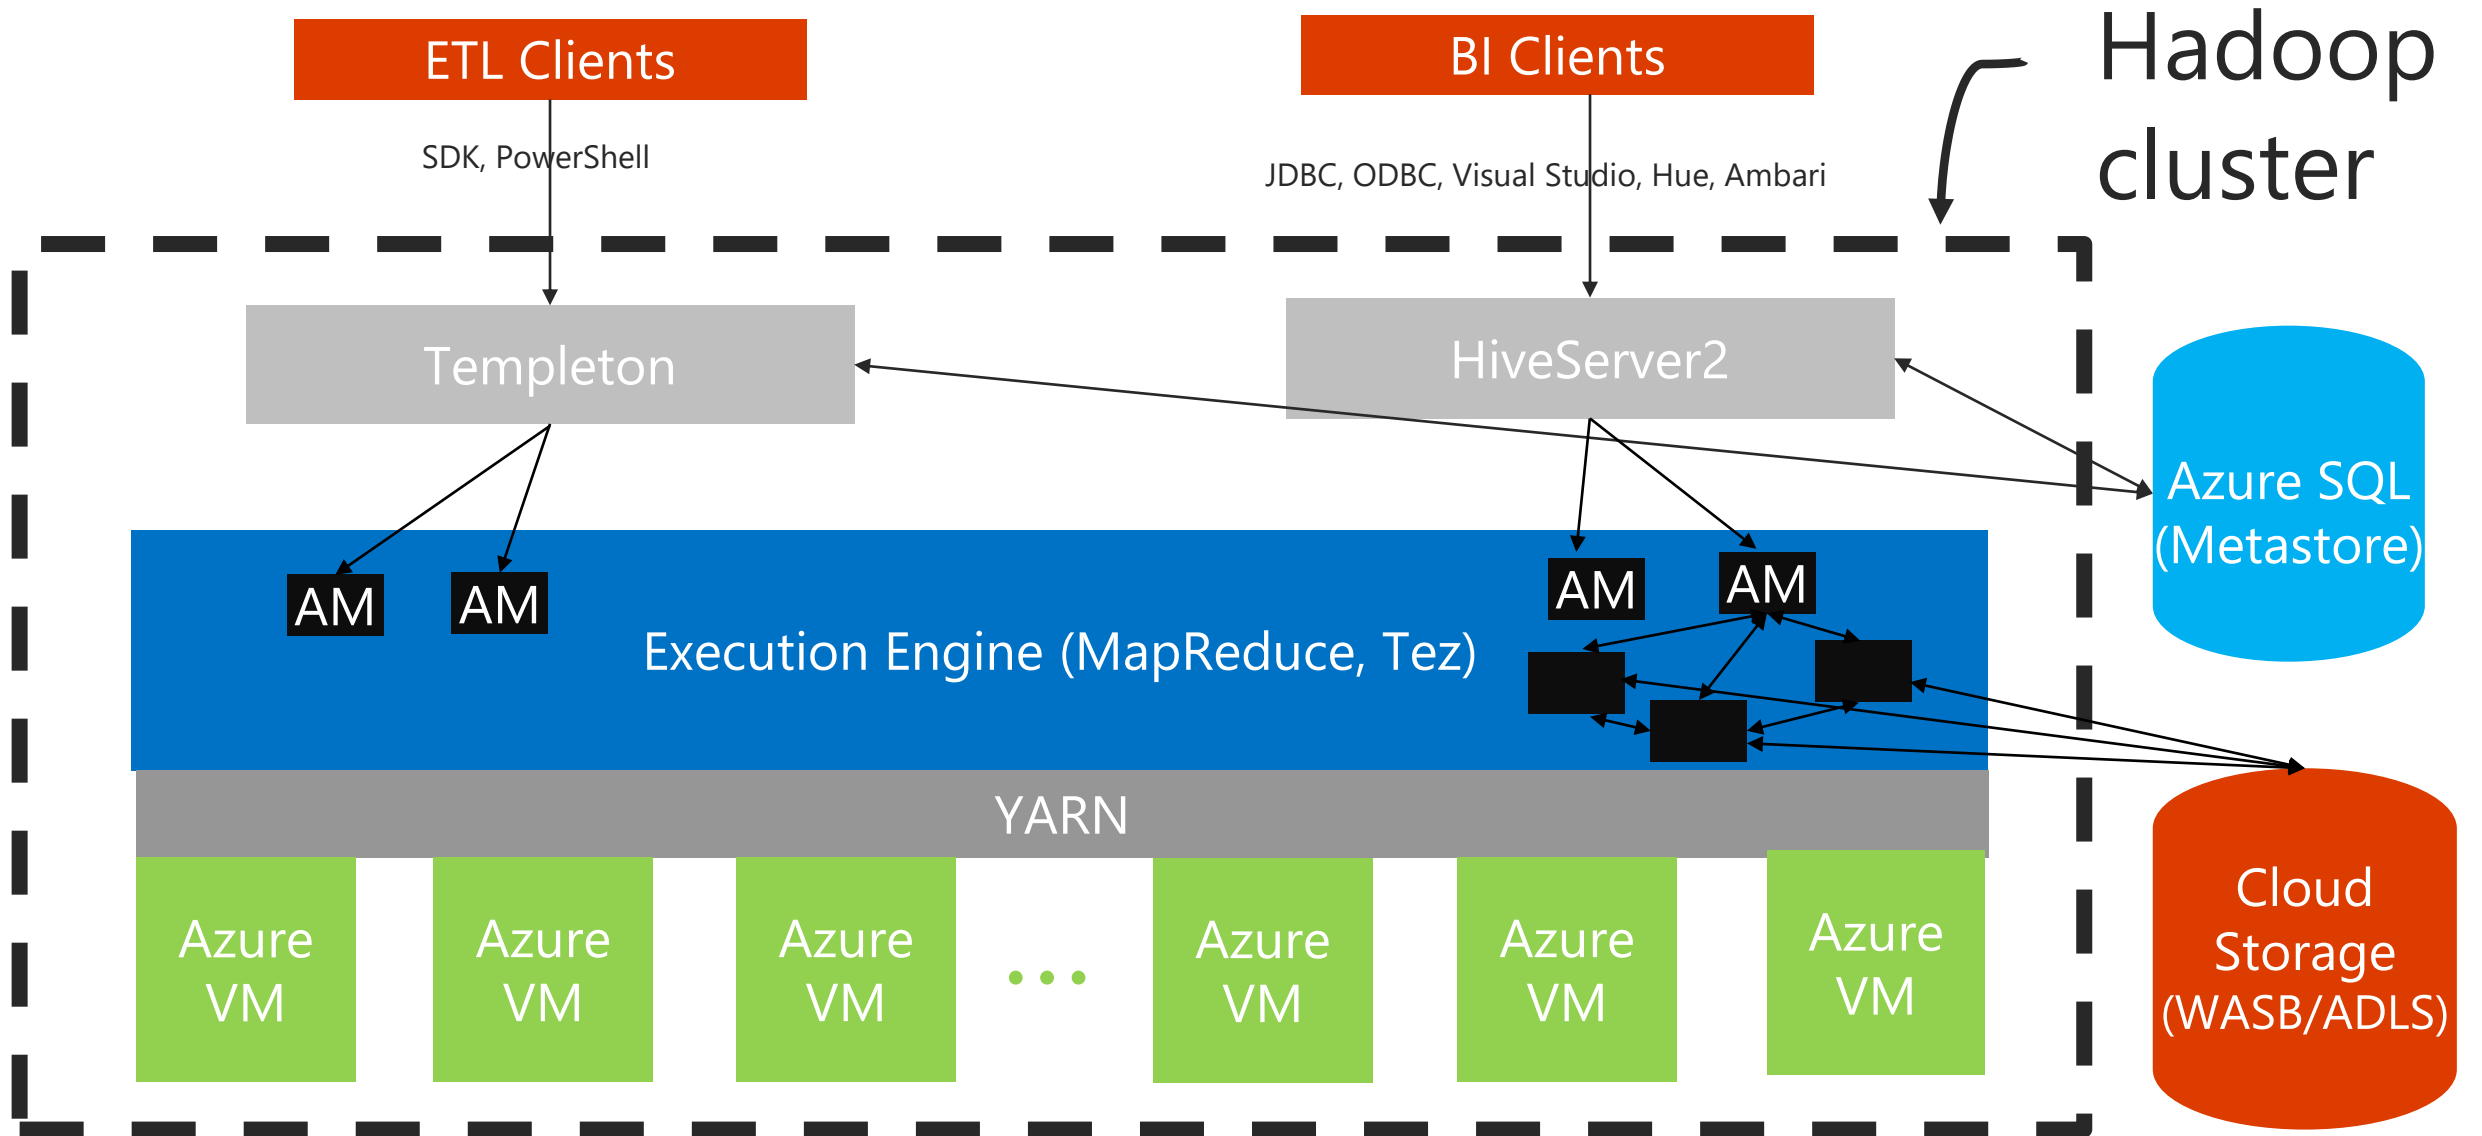 ETL Clients
BI Clients
Hadoop
cluster
SDK, PowerShell
JDBC, ODBC, Visual Studio, Hue, Ambari
Templeton
HiveServer2
Azure SQL
(Metastore)
AM
AM
AM
AM
Execution Engine (MapReduce, Tez)
YARN
Azure
VM
Azure
VM
Azure
VM
...
Azure
VM
Azure
VM
Azure
VM
Cloud
Storage
(WASB/ADLS)